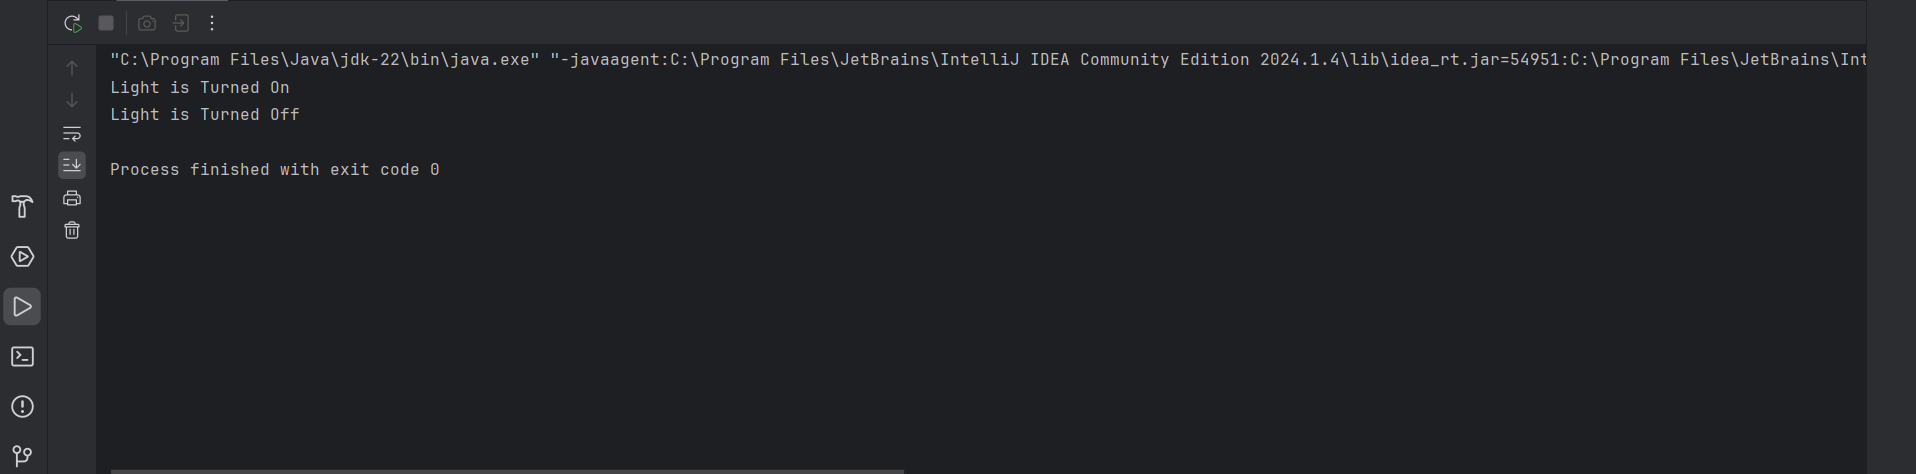 "C:\Program Files\Java\jdk-22\bin\java.exe" "-javaagent:C:\Program Files\JetBrains\IntelliJ IDEA Community Edition 2024.1.4\lib\idea_rt.jar=54951:C:\Program Files\JetBrains\Int
Light is Turned On
Light is Turned Off
Process finished with exit code 0